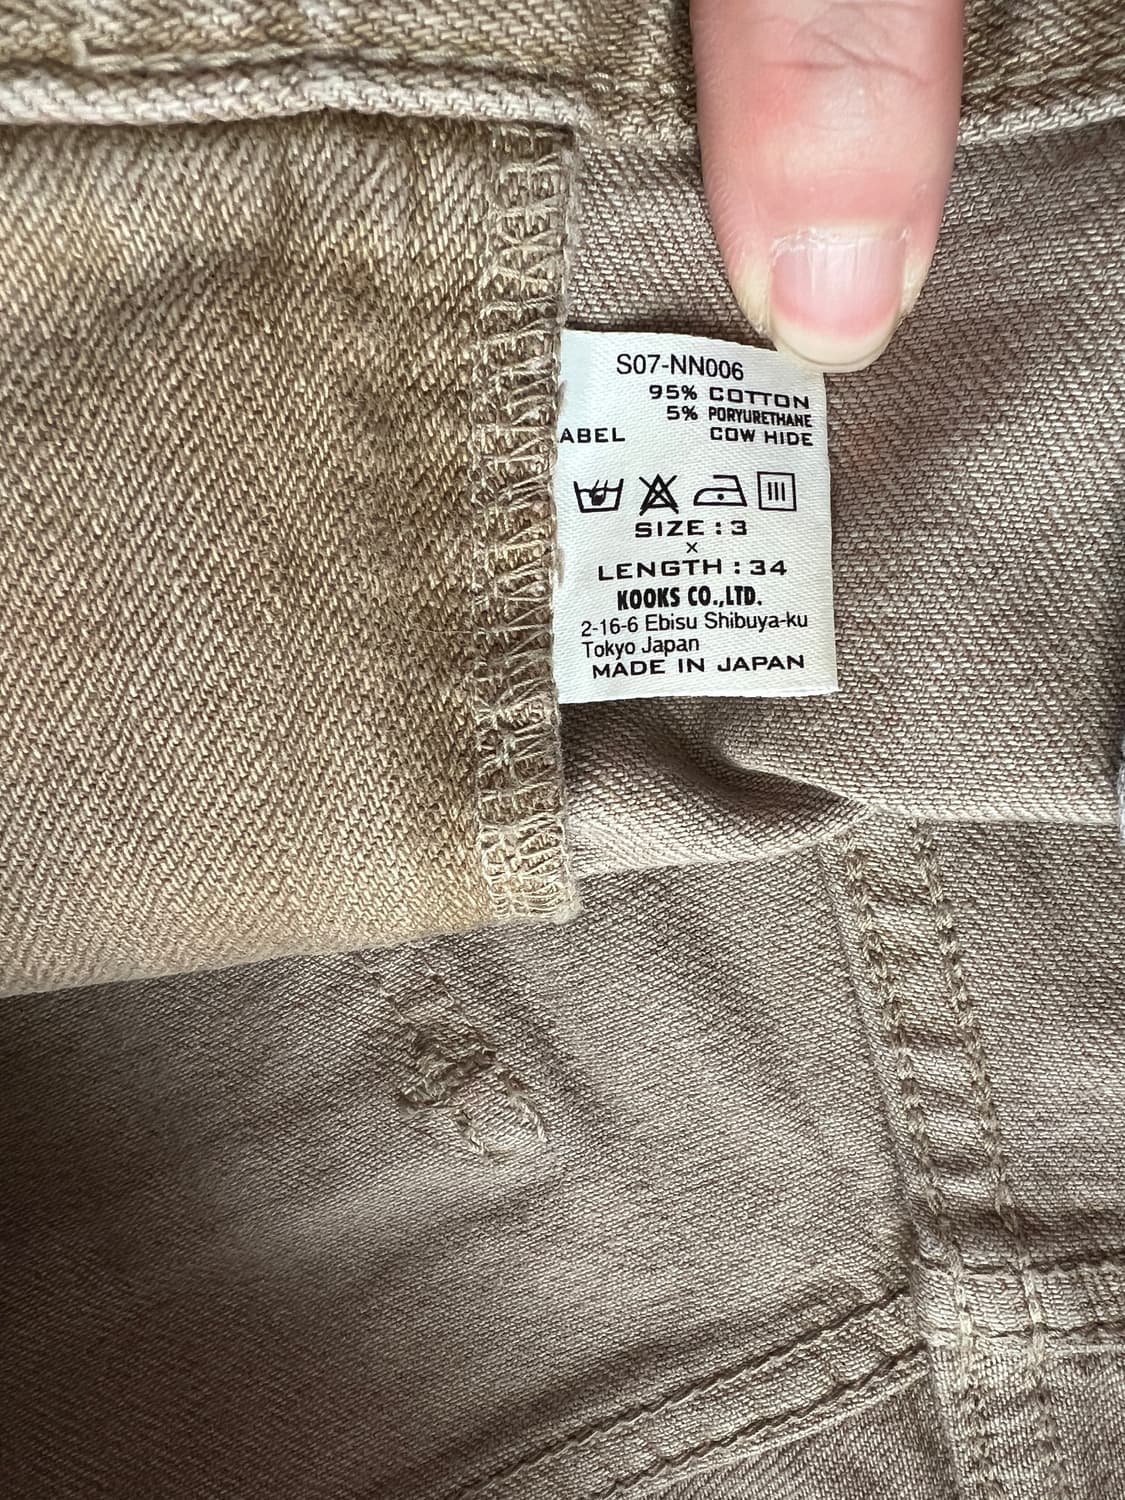 S07-NN006
95% COTTON
5% PORYURETHANE
ABEL COW HIDE
SIZE : 3
×
LENGTH : 34
KOOKS CO.,LTD.
2-16-6 Ebisu Shibuya-ku
Tokyo Japan
MADE IN JAPAN